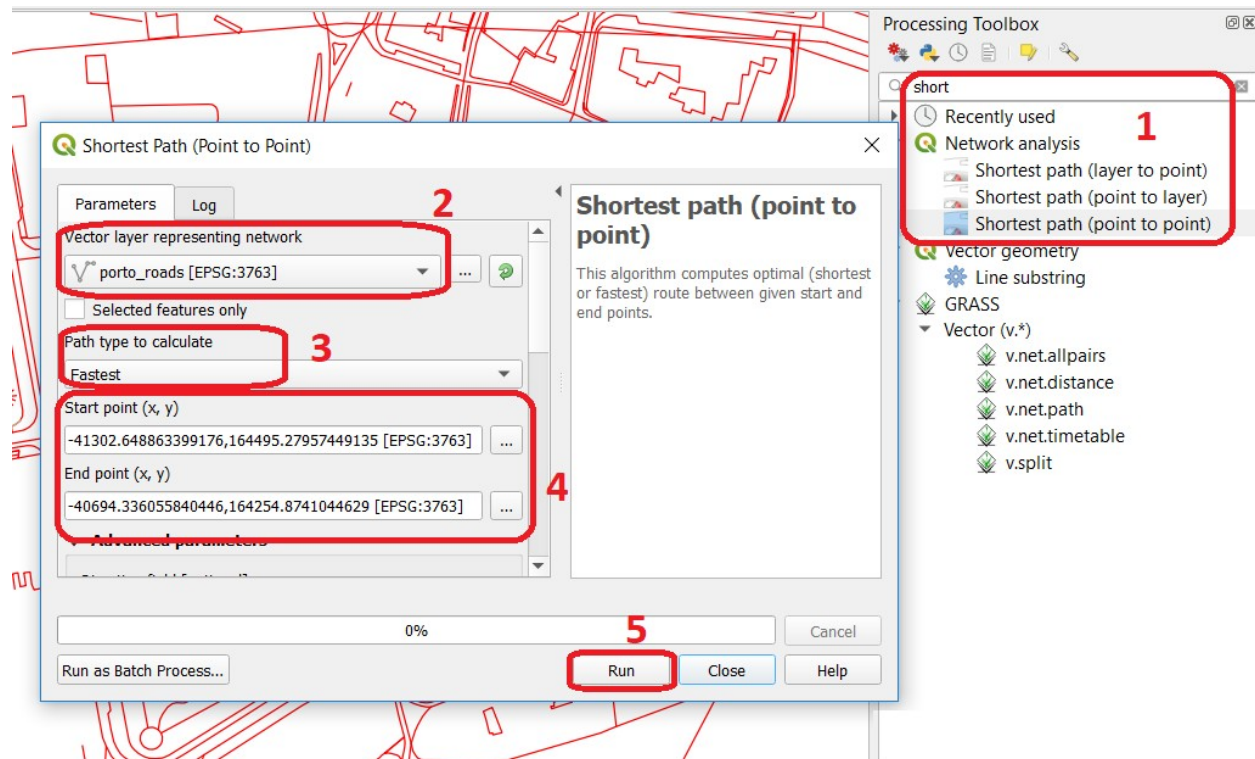 Processing Toolbox
short
Recently used
1
Network analysis
Shortest path (layer to point)
Shortest path (point to layer)
Shortest path (point to point)
Vector geometry
Line substring
GRASS
Vector (v.*)
v.net.allpairs
v.net.distance
v.net.path
v.net.timetable
v.split
Shortest Path (Point to Point)
Parameters
Log
2
Vector layer representing network
porto_roads [EPSG:3763]
...
Selected features only
Path type to calculate
3
Fastest
Start point (x, y)
-41302.648863399176,164495.27957449135 [EPSG:3763]
...
End point (x, y)
4
-40694.336055840446,164254.8741044629 [EPSG:3763]
...
Advanced parameters
Shortest path (point to
point)
This algorithm computes optimal (shortest
or fastest) route between given start and
end points.
0%
5
Cancel
Run as Batch Process...
Run
Close
Help